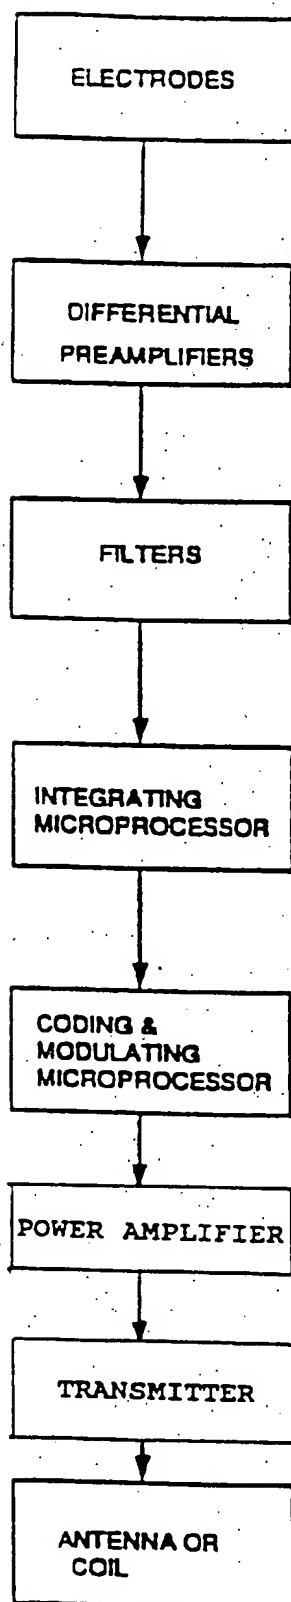 ELECTRODES
DIFFERENTIAL
PREAMPLIFIERS
FILTERS
INTEGRATING
MICROPROCESSOR
CODING &
MODULATING
MICROPROCESSOR
POWER AMPLIFIER
TRANSMITTER
ANTENNA OR
COIL